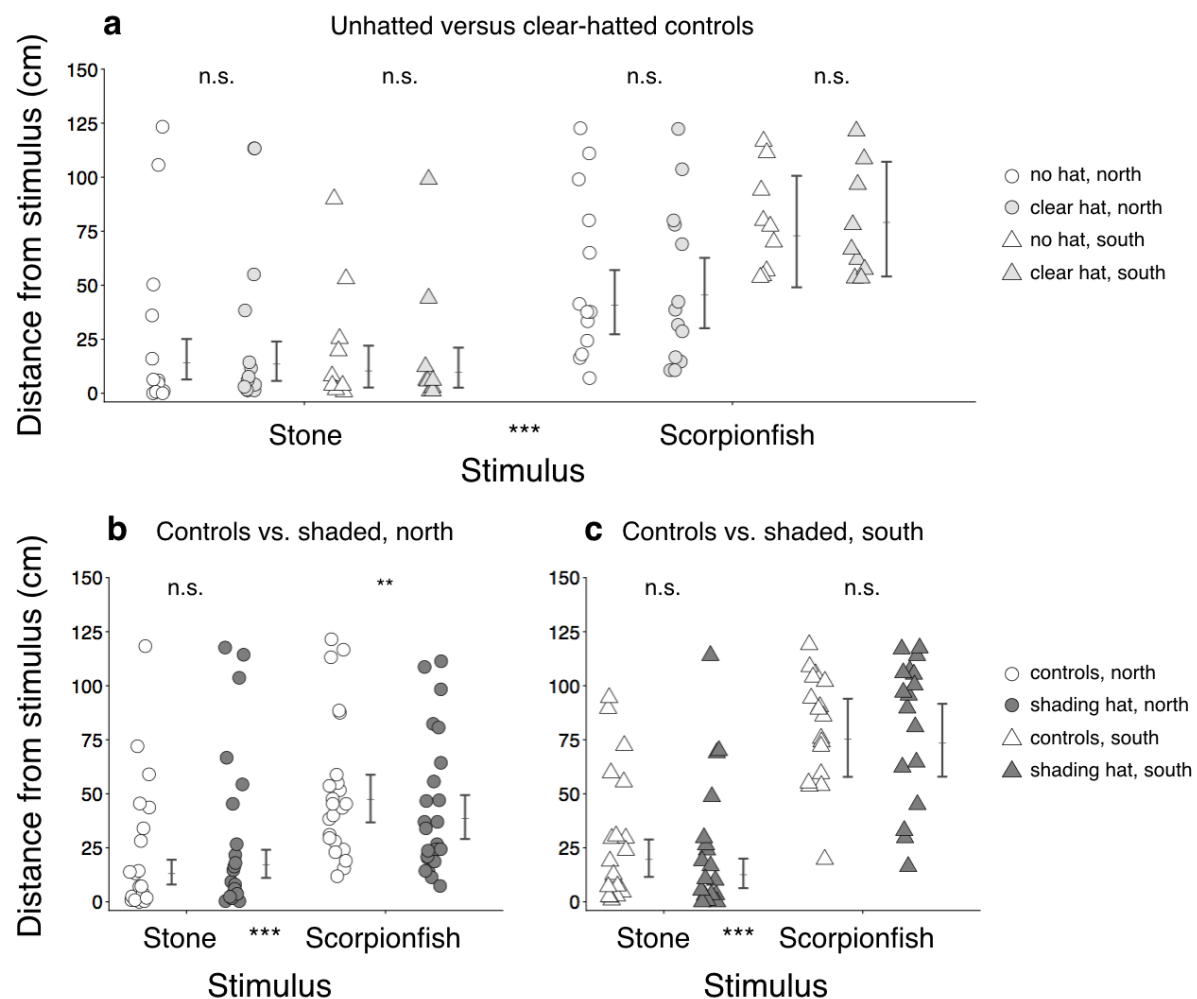 a Unhatted versus clear-hatted controls
Distance from stimulus (cm)
150
125
100
75
50
25
0
n.s. n.s. n.s. n.s.
no hat, north
clear hat, north
no hat, south
clear hat, south
Stone *** Scorpionfish
Stimulus
b Controls vs. shaded, north
Distance from stimulus (cm)
150
125
100
75
50
25
0
n.s. **
Stone *** Scorpionfish
Stimulus
c Controls vs. shaded, south
150
125
100
75
50
25
0
n.s. n.s.
Stone *** Scorpionfish
Stimulus
controls, north
shading hat, north
controls, south
shading hat, south